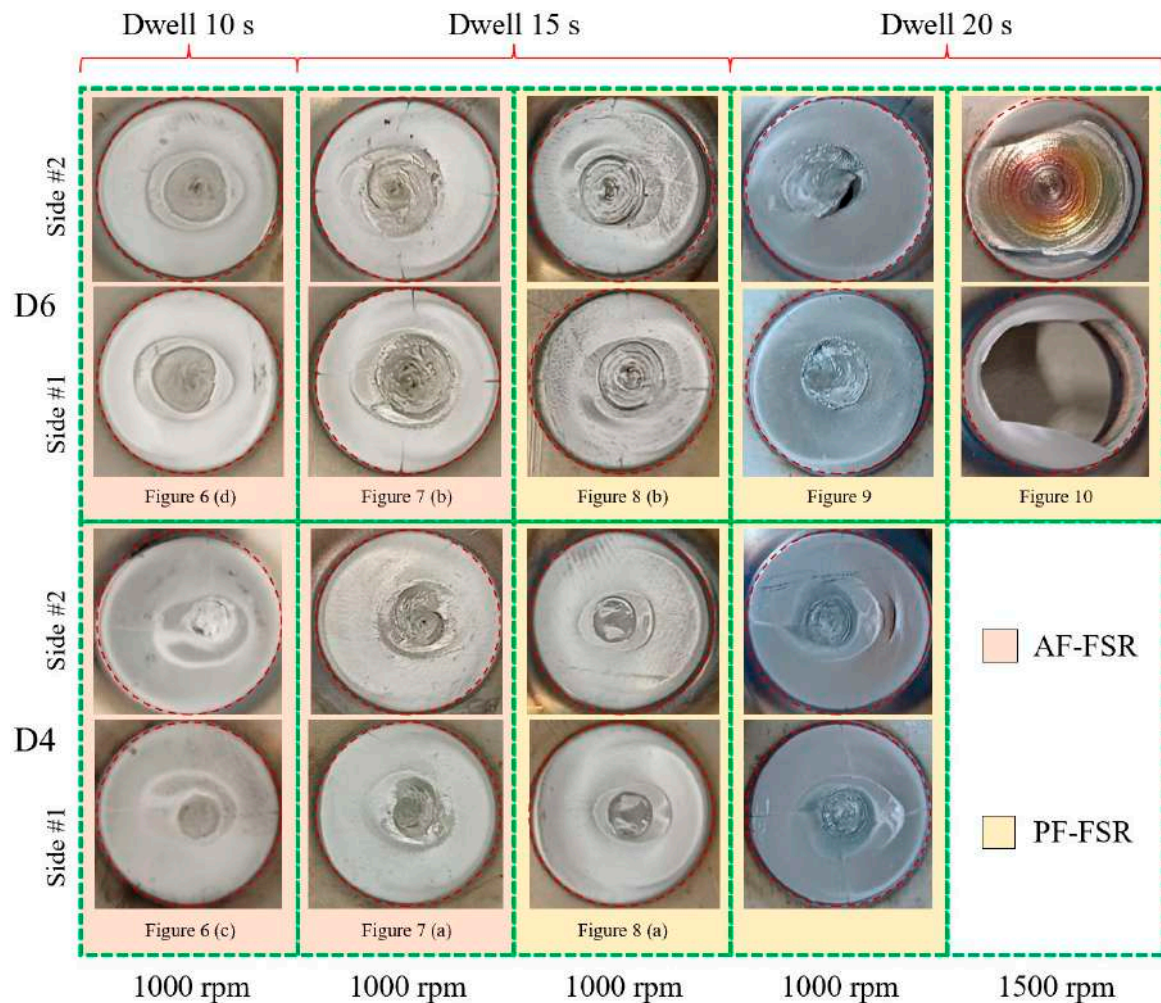 Dwell 10 s
Dwell 15 s
Dwell 20 s
D6
Side #2
Side #1
Figure 6 (d)
Figure 7 (b)
Figure 8 (b)
Figure 9
Figure 10
D4
Side #2
Side #1
AF-FSR
PF-FSR
Figure 6 (c)
Figure 7 (a)
Figure 8 (a)
1000 rpm
1000 rpm
1000 rpm
1000 rpm
1500 rpm